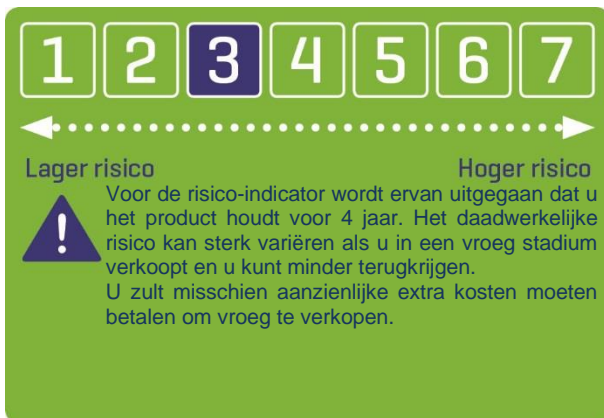 1 2 3 4 5 6 7
Lager risico Hoger risico
! Voor de risico-indicator wordt ervan uitgegaan dat u
het product houdt voor 4 jaar. Het daadwerkelijke
risico kan sterk variëren als u in een vroeg stadium
verkoopt en u kunt minder terugkrijgen.
U zult misschien aanzienlijke extra kosten moeten
betalen om vroeg te verkopen.